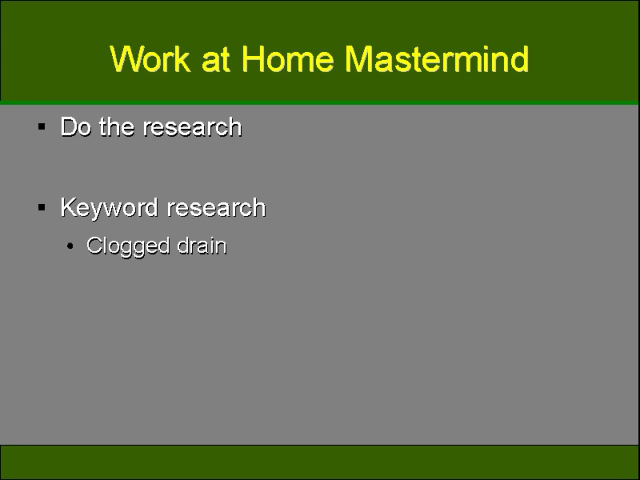 Work at Home Mastermind
▪ Do the research
▪ Keyword research
• Clogged drain